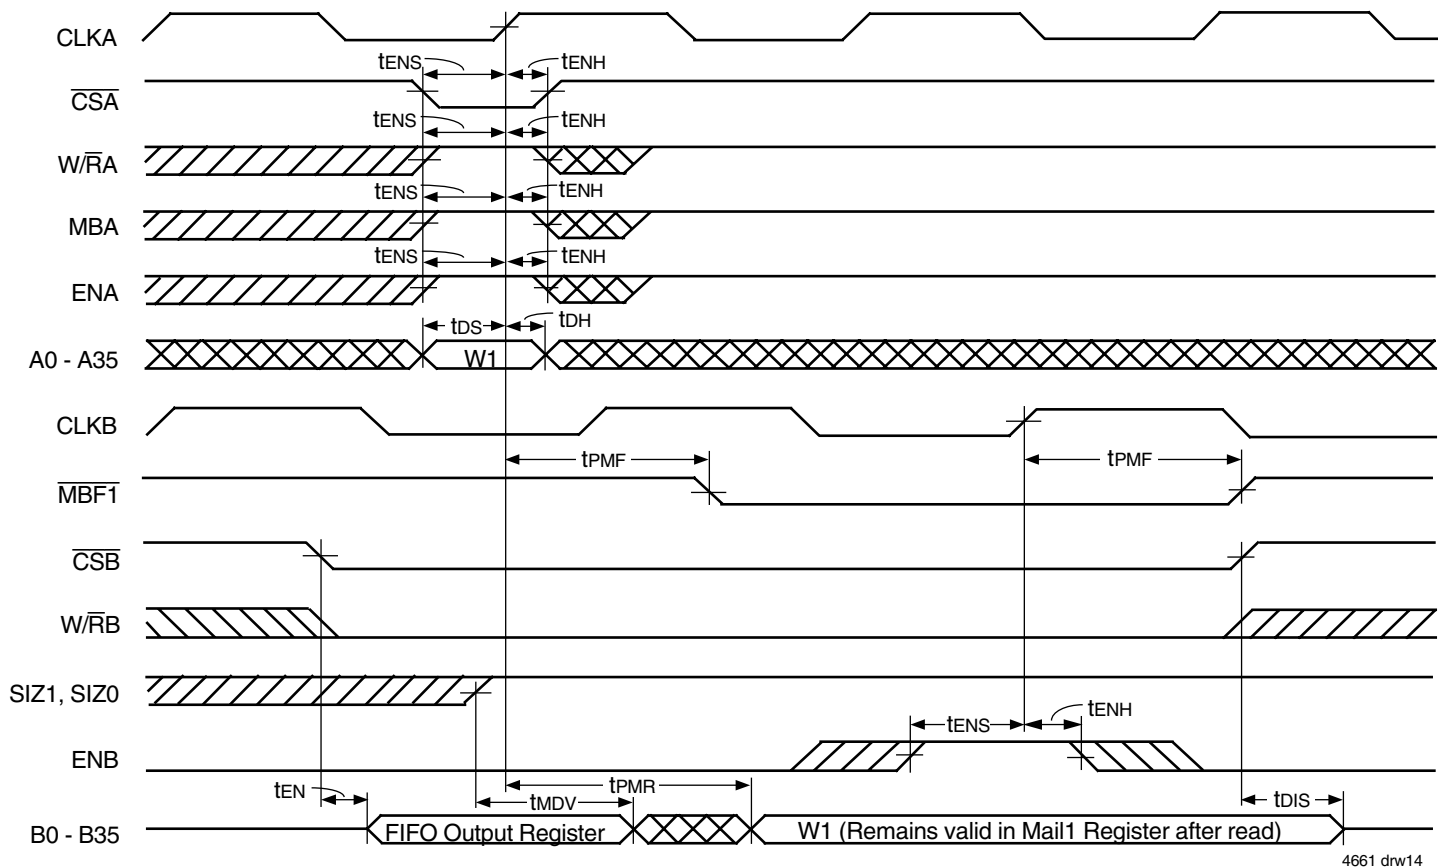 CLKA
tENS tENH
CSA
tENS tENH
W/RA
tENS tENH
MBA
tENS tENH
ENA
tDS tDH
A0 - A35 W1
CLKB
tPMF tPMF
MBF1
CSB
W/RB
SIZ1, SIZ0
tENS tENH
ENB
tEN tPMR
tMDV tDIS
B0 - B35 FIFO Output Register W1 (Remains valid in Mail1 Register after read)
4661 drw14